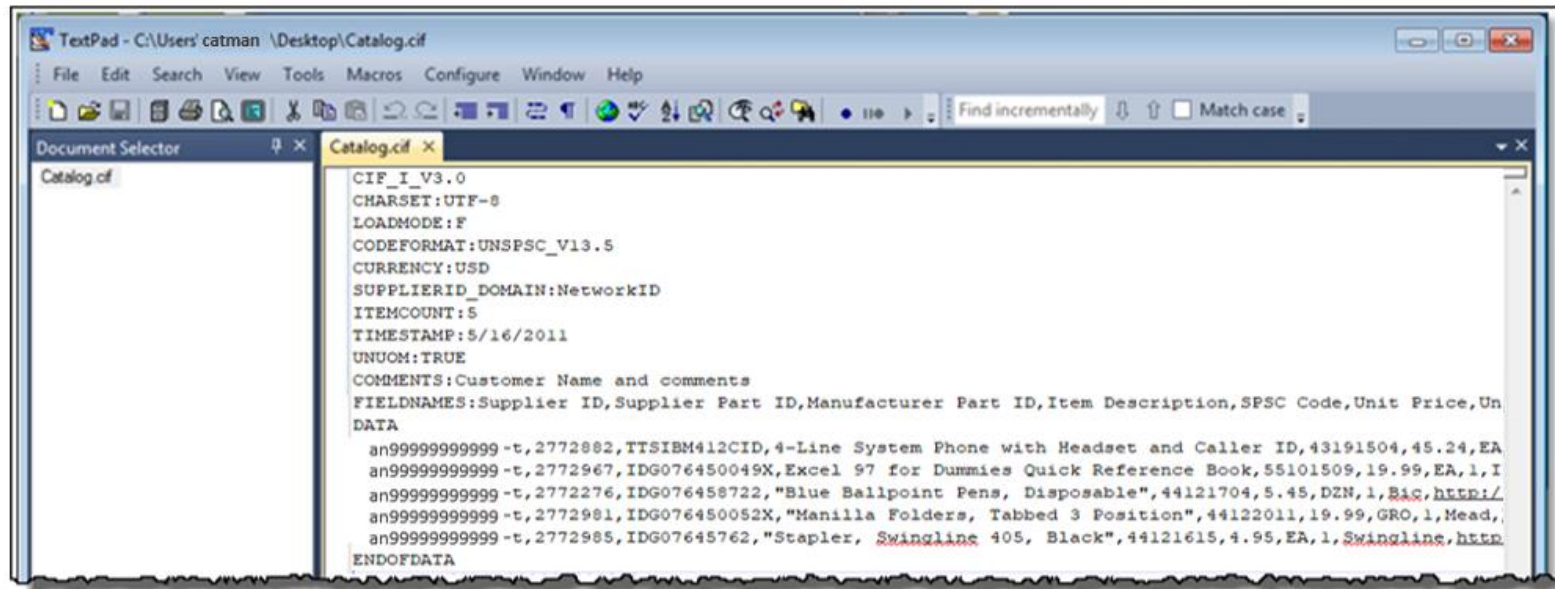 TextPad - C:\Users' catman \Desktop\Catalog.cif
File Edit Search View Tools Macros Configure Window Help
Find incrementally Match case
Document Selector
Catalog.cif
Catalog.cif
CIF_I_V3.0
CHARSET:UTF-8
LOADMODE:F
CODEFORMAT:UNSPSC_V13.5
CURRENCY:USD
SUPPLIERID_DOMAIN:NetworkID
ITEMCOUNT:5
TIMESTAMP:5/16/2011
UNUOM:TRUE
COMMENTS:Customer Name and comments
FIELDNAMES:Supplier ID,Supplier Part ID,Manufacturer Part ID,Item Description,SPSC Code,Unit Price,Un
DATA
an99999999999-t,2772882,TTSIBM412CID,4-Line System Phone with Headset and Caller ID,43191504,45.24,EA
an99999999999-t,2772967,IDG076450049X,Excel 97 for Dummies Quick Reference Book,55101509,19.99,EA,1,I
an99999999999-t,2772276,IDG076458722,"Blue Ballpoint Pens, Disposable",44121704,5.45,DZN,1,Bic,http:/
an99999999999-t,2772981,IDG076450052X,"Manilla Folders, Tabbed 3 Position",44122011,19.99,GRO,1,Mead,
an99999999999-t,2772985,IDG07645762,"Stapler, Swingline 405, Black",44121615,4.95,EA,1,Swingline,http
ENDOFDATA